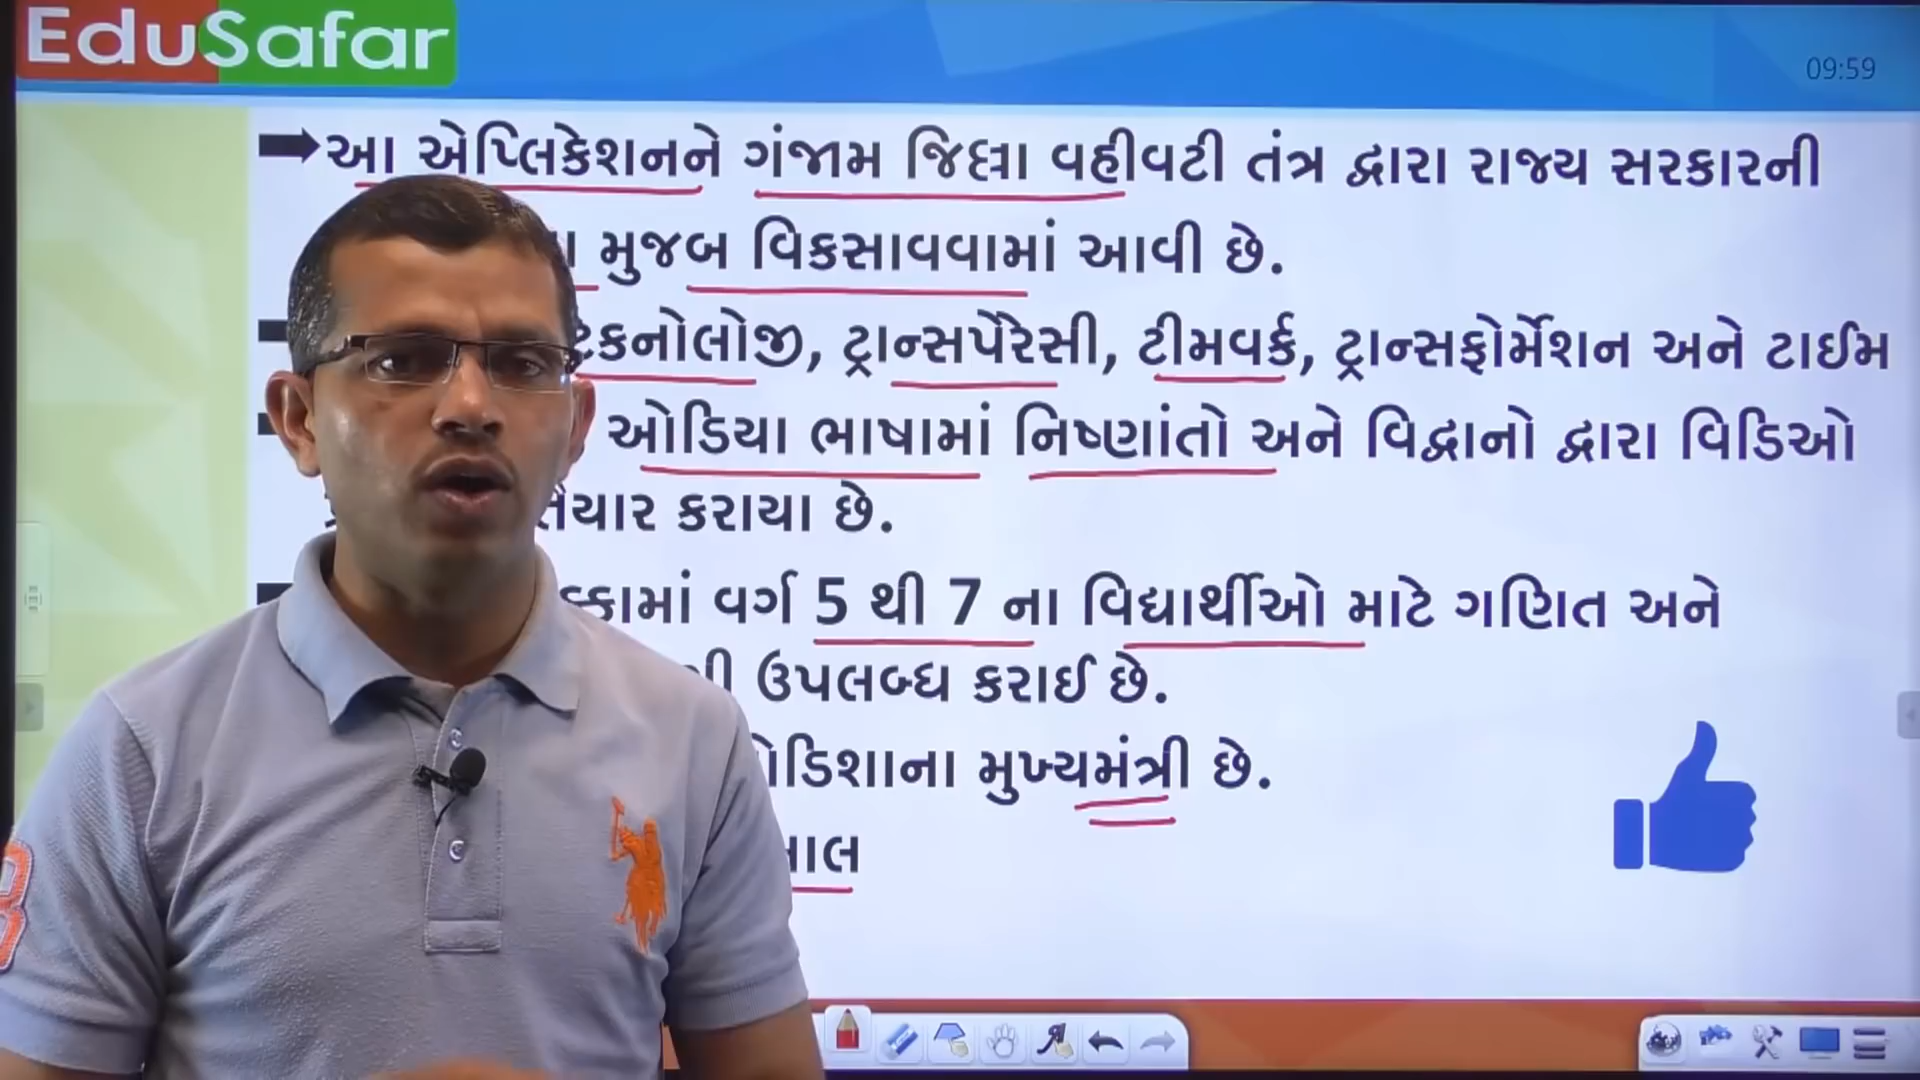 EduSafar
09:59
આ એપ્લિકેશનને ગંજામ જિલ્લા વહીવટી તંત્ર દ્વારા રાજ્ય સરકારની
મુજબ વિકસાવવામાં આવી છે.
ટેકનોલોજી, ટ્રાન્સપેરેસી, ટીમવર્ક, ટ્રાન્સફોર્મેશન અને ટાઈમ
ઓડિયા ભાષામાં નિષ્ણાંતો અને વિદ્વાનો દ્વારા વિડિઓ
તૈયાર કરાયા છે.
વર્ગ 5 થી 7 ના વિદ્યાર્થીઓ માટે ગણિત અને
ઉપલબ્ધ કરાઈ છે.
મુખ્યમંત્રી છે.